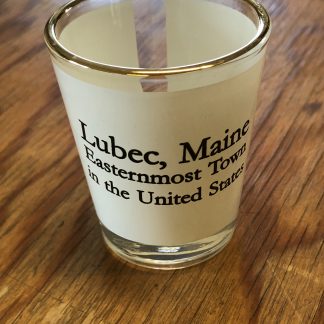 Lubec, Maine
Easternmost Town
in the United States